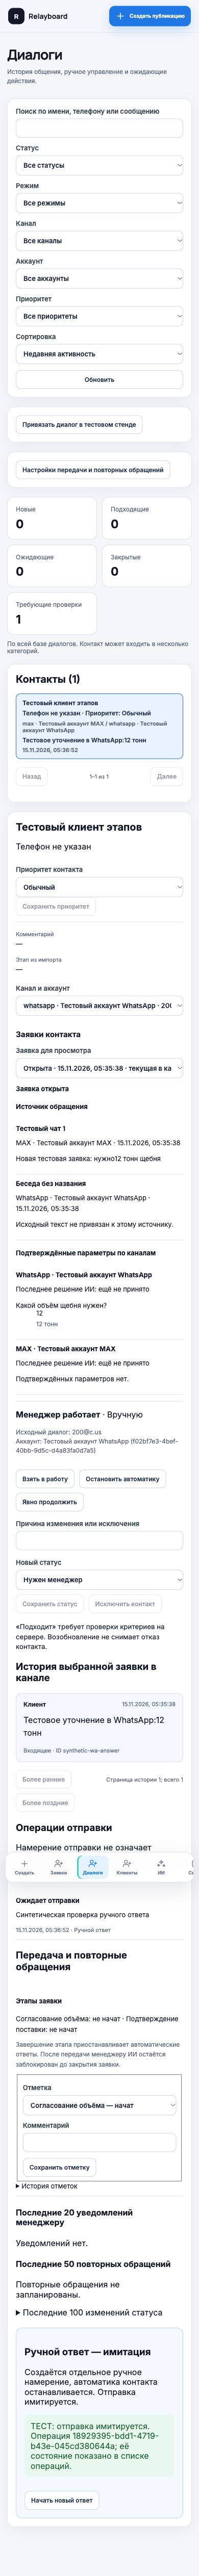 R Relayboard
Создать публикацию
Диалоги
История общения, ручное управление и ожидающие
действия.
Поиск по имени, телефону или сообщению
Статус
Все статусы
Режим
Все режимы
Канал
Все каналы
Аккаунт
Все аккаунты
Приоритет
Все приоритеты
Сортировка
Недавняя активность
Обновить
Привязать диалог в тестовом стенде
Настройки передачи и повторных обращений
Новые
0
Подходящие
0
Ожидающие
0
Закрытые
0
Требующие проверки
1
По всей базе диалогов. Контакт может входить в несколько
категорий.
Контакты (1)
Тестовый клиент этапов
Телефон не указан · Приоритет: Обычный
max · Тестовый аккаунт MAX / whatsapp · Тестовый
аккаунт WhatsApp
Тестовое уточнение в WhatsApp:12 тонн
15.11.2026, 05:36:52
Назад
1–1 из 1
Далее
Тестовый клиент этапов
Телефон не указан
Приоритет контакта
Обычный
Сохранить приоритет
Комментарий
—
Этап из импорта
—
Канал и аккаунт
whatsapp · Тестовый аккаунт WhatsApp · 200
Заявки контакта
Заявка для просмотра
Открыта · 15.11.2026, 05:35:38 · текущая в ка
Заявка открыта
Источник обращения
Тестовый чат 1
MAX · Тестовый аккаунт MAX · 15.11.2026, 05:35:38
Новая тестовая заявка: нужно12 тонн щебня
Беседа без названия
WhatsApp · Тестовый аккаунт WhatsApp ·
15.11.2026, 05:35:38
Исходный текст не привязан к этому источнику.
Подтверждённые параметры по каналам
WhatsApp · Тестовый аккаунт WhatsApp
Последнее решение ИИ: ещё не принято
Какой объём щебня нужен?
12
12 тонн
MAX · Тестовый аккаунт MAX
Последнее решение ИИ: ещё не принято
Подтверждённых параметров нет.
Менеджер работает · Вручную
Исходный диалог: 200@c.us
Аккаунт: Тестовый аккаунт WhatsApp (f02bf7e3-4bef-
40bb-9d5c-d4a83fa0d7a5)
Взять в работу
Остановить автоматику
Явно продолжить
Причина изменения или исключения
Новый статус
Нужен менеджер
Сохранить статус
Исключить контакт
«Подходит» требует проверки критериев на
сервере. Возобновление не снимает отказ
контакта.
История выбранной заявки в
канале
Клиент
15.11.2026, 05:35:38
Тестовое уточнение в WhatsApp:12
тонн
Входящее · ID synthetic-wa-answer
Более ранние
Страница истории 1; всего 1
Более поздние
Операции отправки
Намерение отправки не означает
Создать
Заявки
Диалоги
Клиенты
ИИ
Ожидает отправки
Синтетическая проверка ручного ответа
15.11.2026, 05:36:52 · Ручной ответ
Передача и повторные
обращения
Этапы заявки
Согласование объёма: не начат · Подтверждение
поставки: не начат
Завершение этапа приостанавливает автоматические
ответы. После передачи менеджеру ИИ остаётся
заблокирован до закрытия заявки.
Отметка
Согласование объёма — начат
Комментарий
Сохранить отметку
История отметок
Последние 20 уведомлений
менеджеру
Уведомлений нет.
Последние 50 повторных обращений
Повторные обращения не
запланированы.
Последние 100 изменений статуса
Ручной ответ — имитация
Создаётся отдельное ручное
намерение, автоматика контакта
останавливается. Отправка
имитируется.
ТЕСТ: отправка имитируется.
Операция 18929395-bdd1-4719-
b43e-045cd380644a; её
состояние показано в списке
операций.
Начать новый ответ